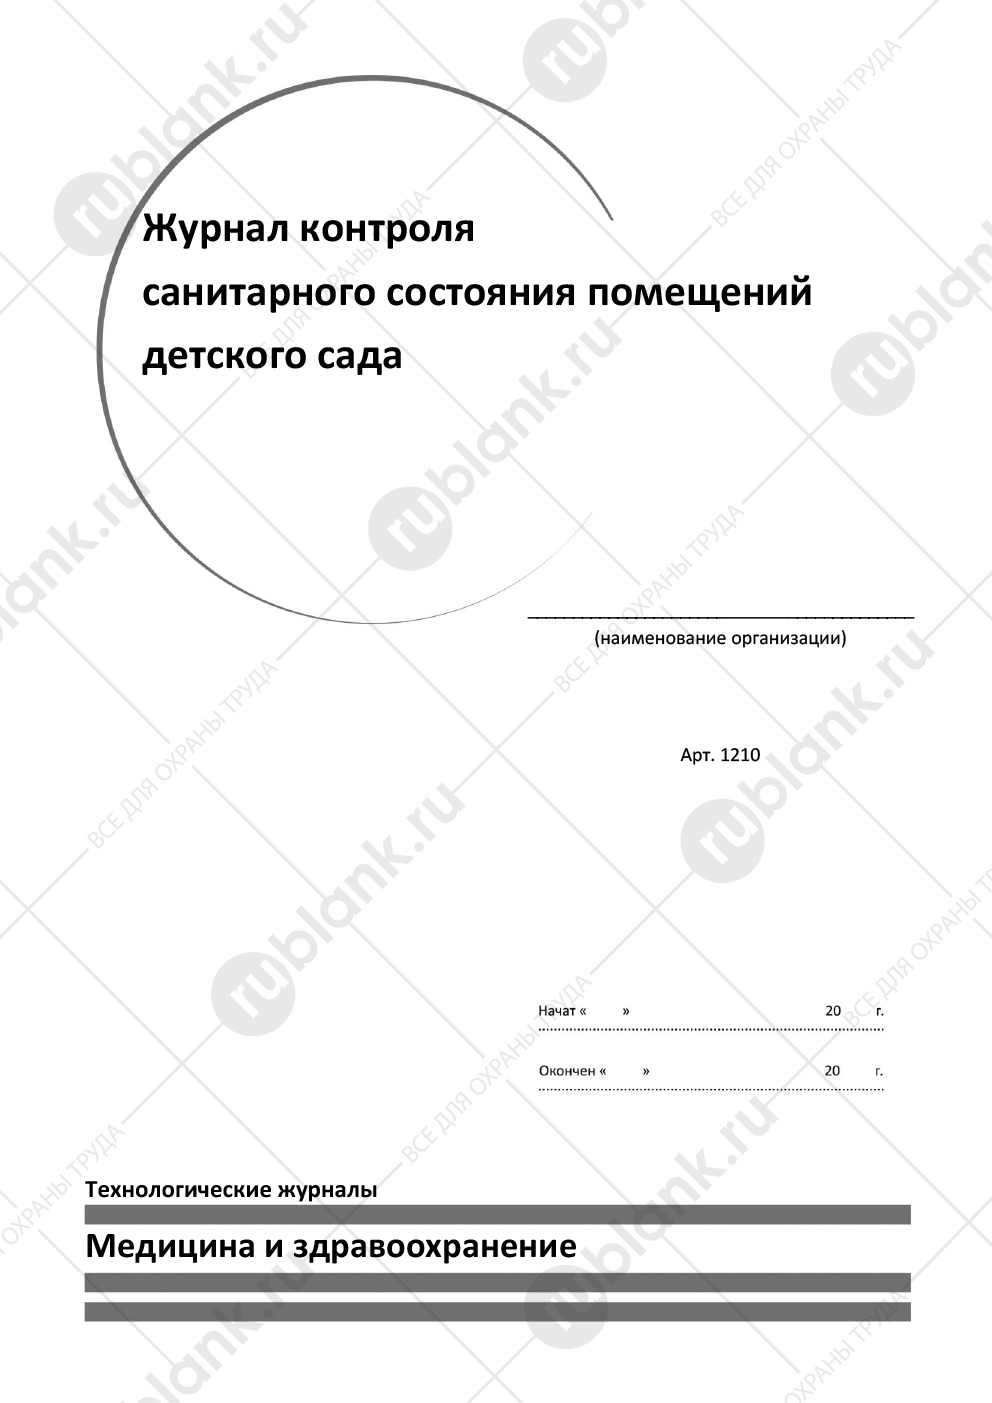 Журнал контроля
санитарного состояния помещений
детского сада
(наименование организации)
Арт. 1210
Начат « » 20 г.
Окончен « » 20 г.
Технологические журналы
Медицина и здравоохранение
rublank.ru
ВСЕ ДЛЯ ОХРАНЫ ТРУДА